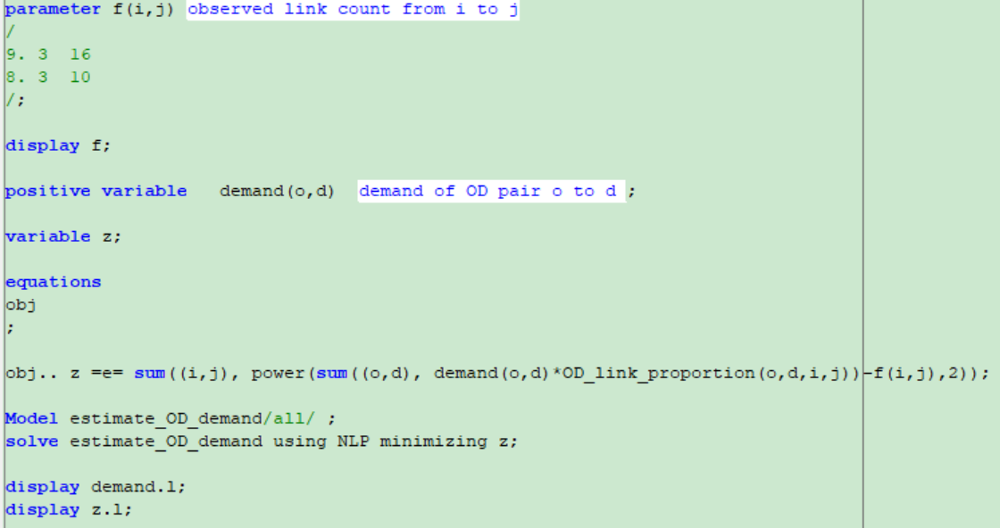 parameter f(i,j) observed link count from i to j
/
9. 3  16
8. 3  10
/;
display f;
positive variable   demand(o,d)  demand of OD pair o to d ;
variable z;
equations
obj
;
obj.. z =e= sum((i,j), power(sum((o,d), demand(o,d)*OD_link_proportion(o,d,i,j))-f(i,j),2));
Model estimate_OD_demand/all/ ;
solve estimate_OD_demand using NLP minimizing z;
display demand.l;
display z.l;